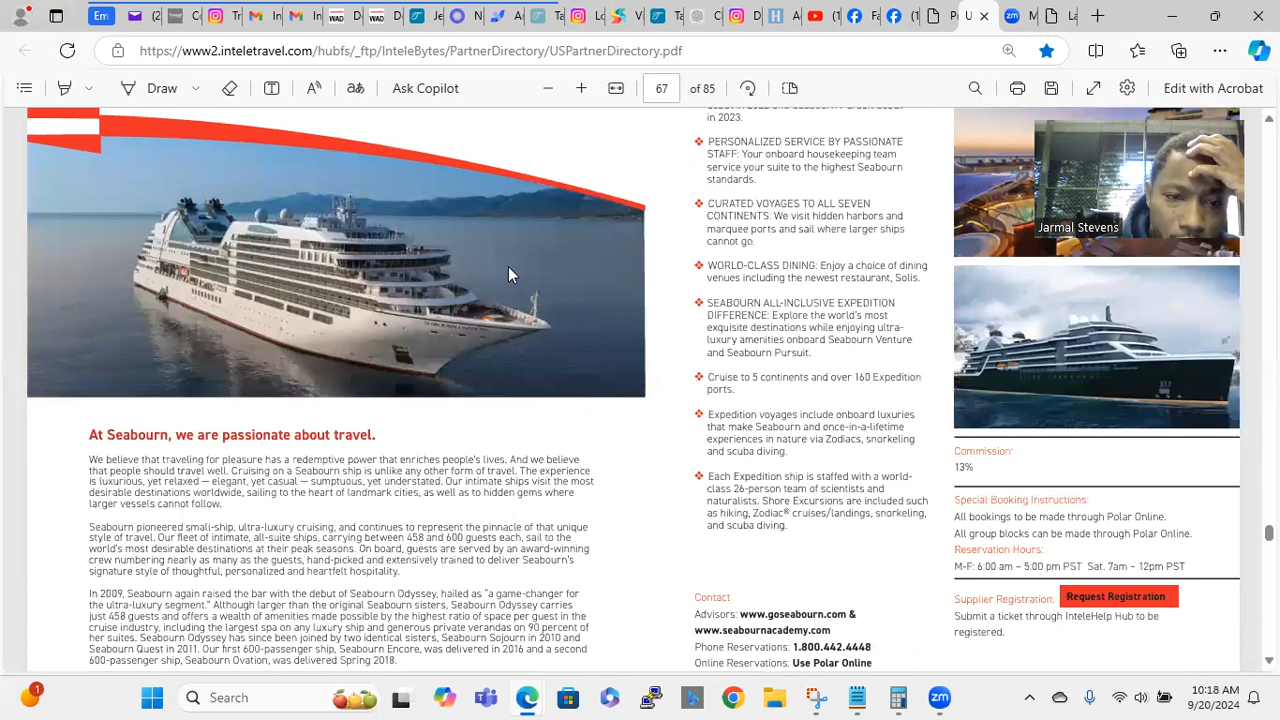 Em
WAD
WAD
zm
https://www2.inteletravel.com/hubfs/_ftp/InteleBytes/PartnerDirectory/USPartnerDirectory.pdf
Draw
Ask Copilot
67 of 85
Edit with Acrobat
in 2023.
❖ PERSONALIZED SERVICE BY PASSIONATE
STAFF: Your onboard housekeeping team
service your suite to the highest Seabourn
standards.
❖ CURATED VOYAGES TO ALL SEVEN
CONTINENTS: We visit hidden harbors and
marquee ports and sail where larger ships
cannot go.
❖ WORLD-CLASS DINING: Enjoy a choice of dining
venues including the newest restaurant, Solis.
❖ SEABOURN ALL-INCLUSIVE EXPEDITION
DIFFERENCE: Explore the world's most
exquisite destinations while enjoying ultra-
luxury amenities onboard Seabourn Venture
and Seabourn Pursuit.
❖ Cruise to 5 continents and over 160 Expedition
ports.
❖ Expedition voyages include onboard luxuries
that make Seabourn and once-in-a-lifetime
experiences in nature via Zodiacs, snorkeling
and scuba diving.
❖ Each Expedition ship is staffed with a world-
class 26-person team of scientists and
naturalists. Shore Excursions are included such
as hiking, Zodiac® cruises/landings, snorkeling,
and scuba diving.
Jarmal Stevens
At Seabourn, we are passionate about travel.
We believe that traveling for pleasure has a redemptive power that enriches people's lives. And we believe
that people should travel well. Cruising on a Seabourn ship is unlike any other form of travel. The experience
is luxurious, yet relaxed — elegant, yet casual — sumptuous, yet understated. Our intimate ships visit the most
desirable destinations worldwide, sailing to the heart of landmark cities, as well as to hidden gems where
larger vessels cannot follow.
Seabourn pioneered small-ship, ultra-luxury cruising, and continues to represent the pinnacle of that unique
style of travel. Our fleet of intimate, all-suite ships, carrying between 458 and 600 guests each, sail to the
world's most desirable destinations at their peak seasons. On board, guests are served by an award-winning
crew numbering nearly as many as the guests, hand-picked and extensively trained to deliver Seabourn's
signature style of thoughtful, personalized and heartfelt hospitality.
In 2009, Seabourn again raised the bar with the debut of Seabourn Odyssey, hailed as "a game-changer for
the ultra-luxury segment." Although larger than the original Seabourn sisters, Seabourn Odyssey carries
just 458 guests and offers a wealth of amenities made possible by the highest ratio of space per guest in the
cruise industry, including the largest spa on any luxury ship and generous private verandas on 90 percent of
her suites. Seabourn Odyssey has since been joined by two identical sisters, Seabourn Sojourn in 2010 and
Seabourn Quest in 2011. Our first 600-passenger ship, Seabourn Encore, was delivered in 2016 and a second
600-passenger ship, Seabourn Ovation, was delivered Spring 2018.
Contact
Advisors: www.goseabourn.com &
www.seabournacademy.com
Phone Reservations: 1.800.442.4448
Online Reservations: Use Polar Online
Commission:
13%
Special Booking Instructions:
All bookings to be made through Polar Online.
All group blocks can be made through Polar Online.
Reservation Hours:
M-F: 6:00 am – 5:00 pm PST Sat. 7am – 12pm PST
Supplier Registration: Request Registration
Submit a ticket through InteleHelp Hub to be
registered.
1
Search
zm
10:18 AM
9/20/2024